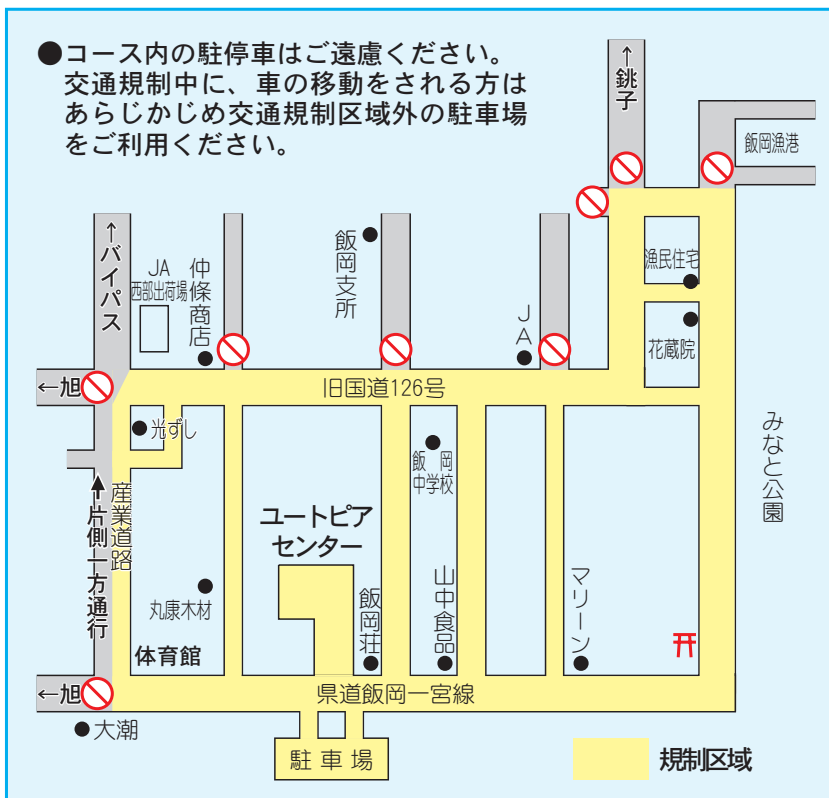 ●コース内の駐停車はご遠慮ください。
交通規制中に、車の移動をされる方は
あらじかじめ交通規制区域外の駐車場
をご利用ください。
↑銚子
飯岡漁港
↑バイパス
JA
西部出荷場
仲條商店
飯岡支所
JA
漁民住宅
花蔵院
←旭
旧国道126号
光ずし
飯岡
中学校
みなと公園
↑片側一方通行
産業道路
ユートピア
センター
丸康木材
体育館
飯岡荘
山中食品
マリーン
←旭
県道飯岡一宮線
大潮
駐車場
規制区域